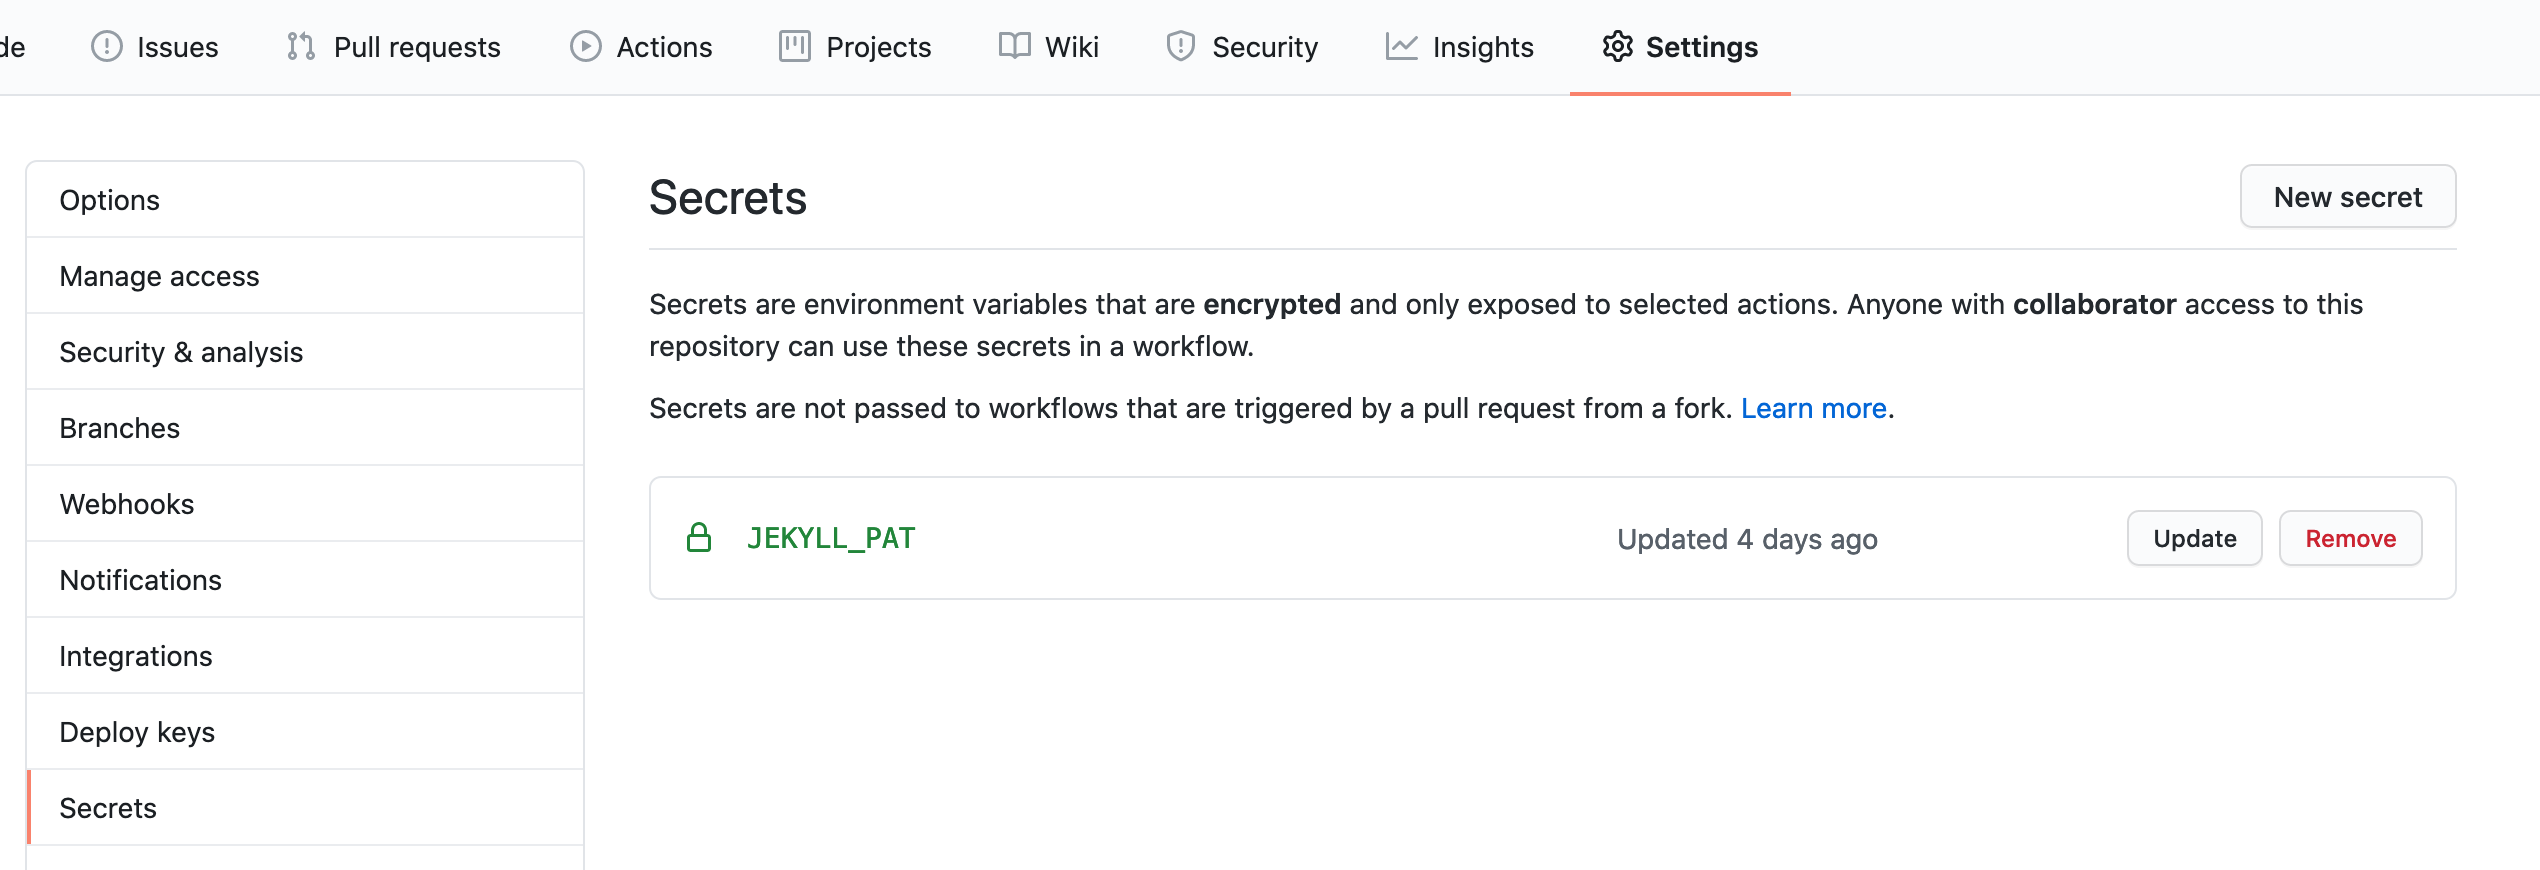 de Issues Pull requests Actions Projects Wiki Security Insights Settings
Options
Manage access
Security & analysis
Branches
Webhooks
Notifications
Integrations
Deploy keys
Secrets
Secrets
New secret
Secrets are environment variables that are encrypted and only exposed to selected actions. Anyone with collaborator access to this
repository can use these secrets in a workflow.
Secrets are not passed to workflows that are triggered by a pull request from a fork. Learn more.
JEKYLL_PAT Updated 4 days ago Update Remove